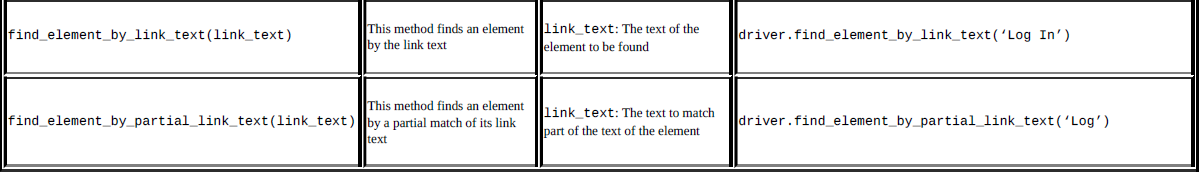 find_element_by_link_text(link_text)
This method finds an element
by the link text
link_text: The text of the
element to be found
driver.find_element_by_link_text(‘Log In’)
find_element_by_partial_link_text(link_text)
This method finds an element
by a partial match of its link
text
link_text: The text to match
part of the text of the element
driver.find_element_by_partial_link_text(‘Log’)